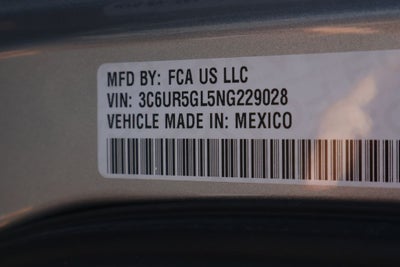 MFD BY: FCA US LLC
VIN: 3C6UR5GL5NG229028
VEHICLE MADE IN: MEXICO